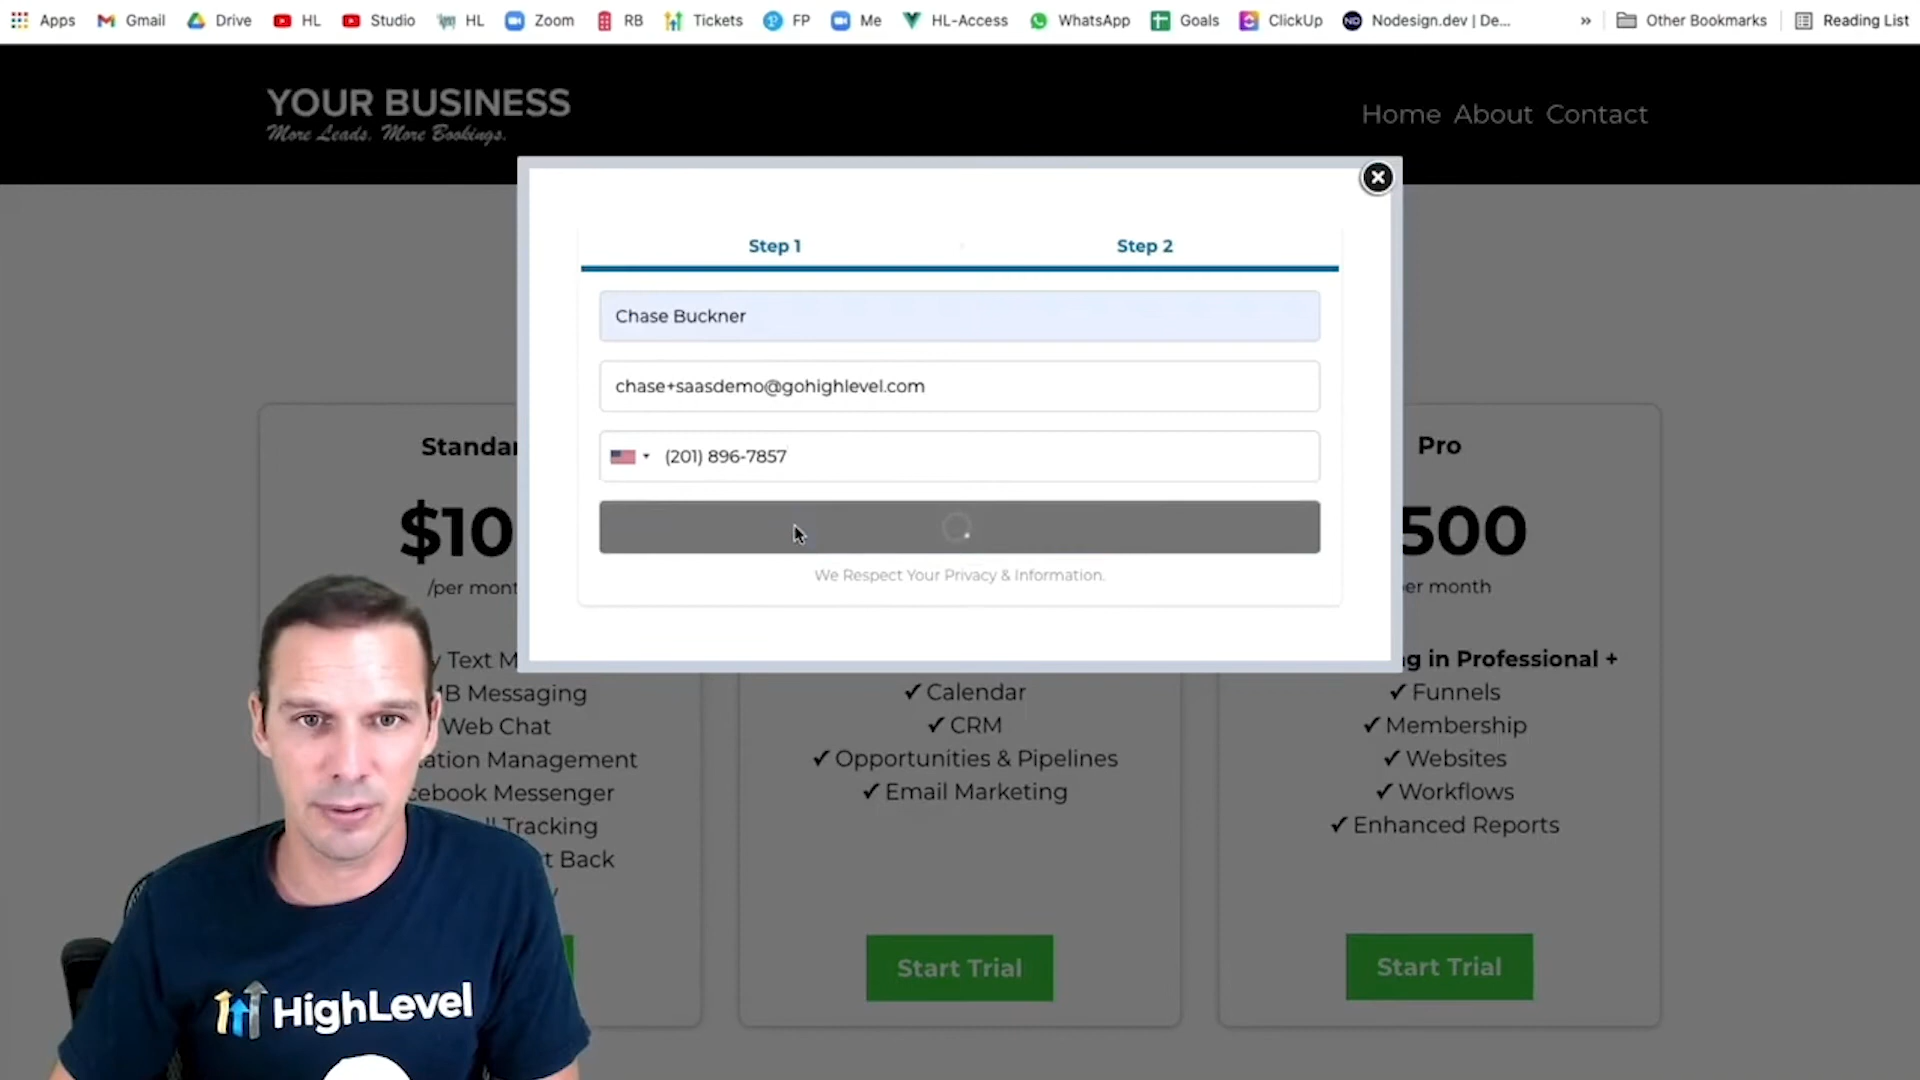 Apps Gmail Drive HL Studio HL Zoom RB Tickets FP Me HL-Access WhatsApp Goals ClickUp Nodesign.dev | De... » Other Bookmarks Reading List
YOUR BUSINESS
More Leads. More Bookings.
Home About Contact
Step 1 Step 2
Chase Buckner
chase+saasdemo@gohighlevel.com
(201) 896-7857
We Respect Your Privacy & Information.
$10
/per mont
Text M
MB Messaging
Web Chat
ation Management
cebook Messenger
Tracking
t Back
✓ Calendar
✓ CRM
✓ Opportunities & Pipelines
✓ Email Marketing
Start Trial
Pro
500
er month
g in Professional +
✓ Funnels
✓ Membership
✓ Websites
✓ Workflows
✓ Enhanced Reports
Start Trial
HighLevel